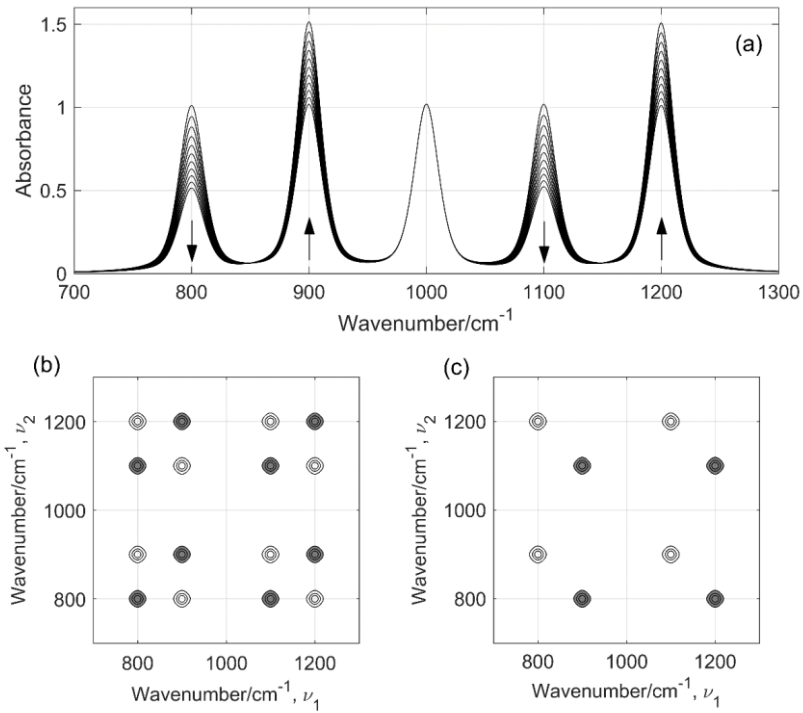 (a)
Absorbance
1.5
1
0.5
0
700 800 900 1000 1100 1200 1300
Wavenumber/cm⁻¹
(b)
Wavenumber/cm⁻¹, ν₂
1200
1000
800
800 1000 1200
Wavenumber/cm⁻¹, ν₁
(c)
Wavenumber/cm⁻¹, ν₂
1200
1000
800
800 1000 1200
Wavenumber/cm⁻¹, ν₁